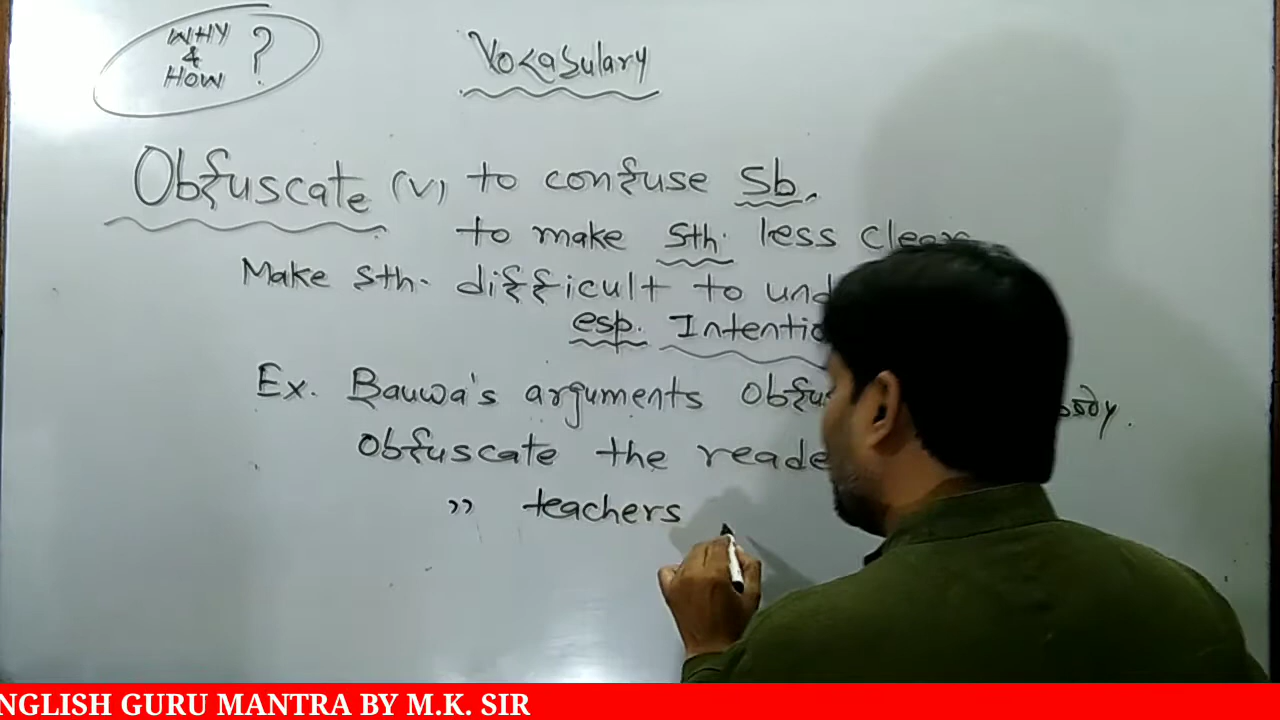 WHY
&
HOW ?
Vocabulary
Obfuscate (v) to confuse Sb.
to make Sth. less clear
Make Sth. difficult to und
esp. Intentio
Ex. Bauwa's arguments Obfu
Obfuscate the reade
" teachers
NGLISH GURU MANTRA BY M.K. SIR